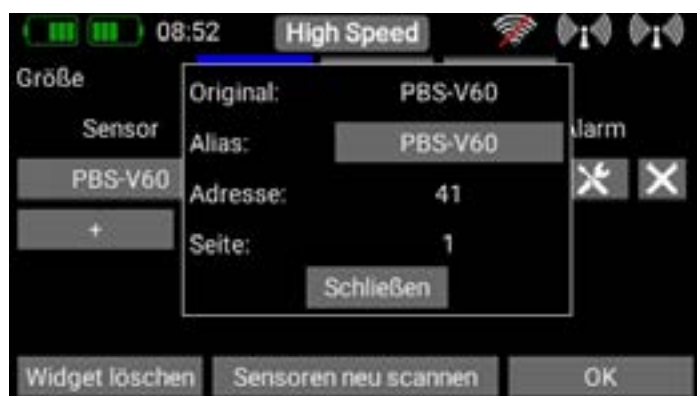 08:52 High Speed
Größe
Sensor
larm
PBS-V60
+
Original: PBS-V60
Alias: PBS-V60
Adresse: 41
Seite: 1
Schließen
Widget löschen Sensoren neu scannen OK